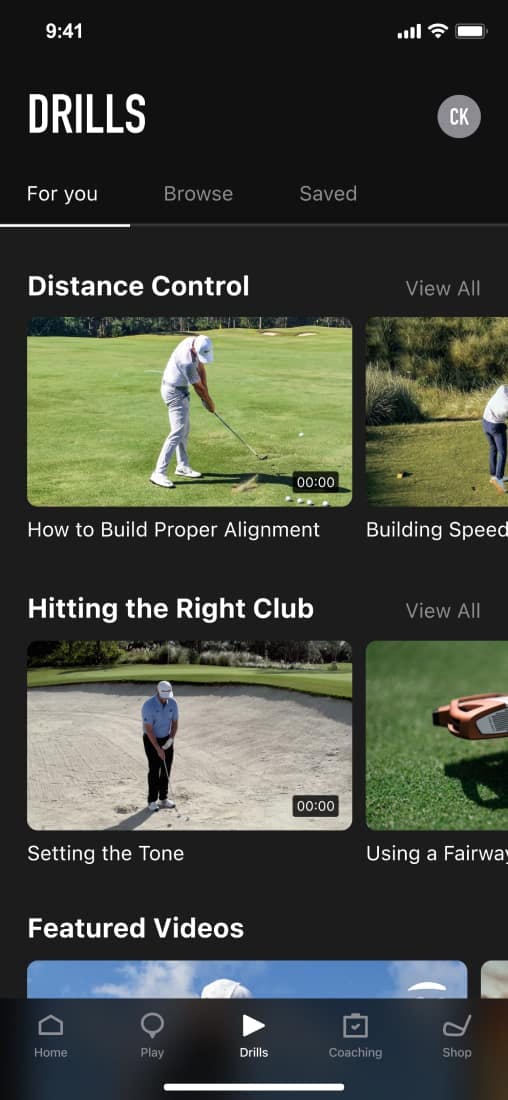 9:41
DRILLS
CK
For you
Browse
Saved
Distance Control
View All
00:00
How to Build Proper Alignment
Building Speed
Hitting the Right Club
View All
00:00
Setting the Tone
Using a Fairway
Featured Videos
Home
Play
Drills
Coaching
Shop